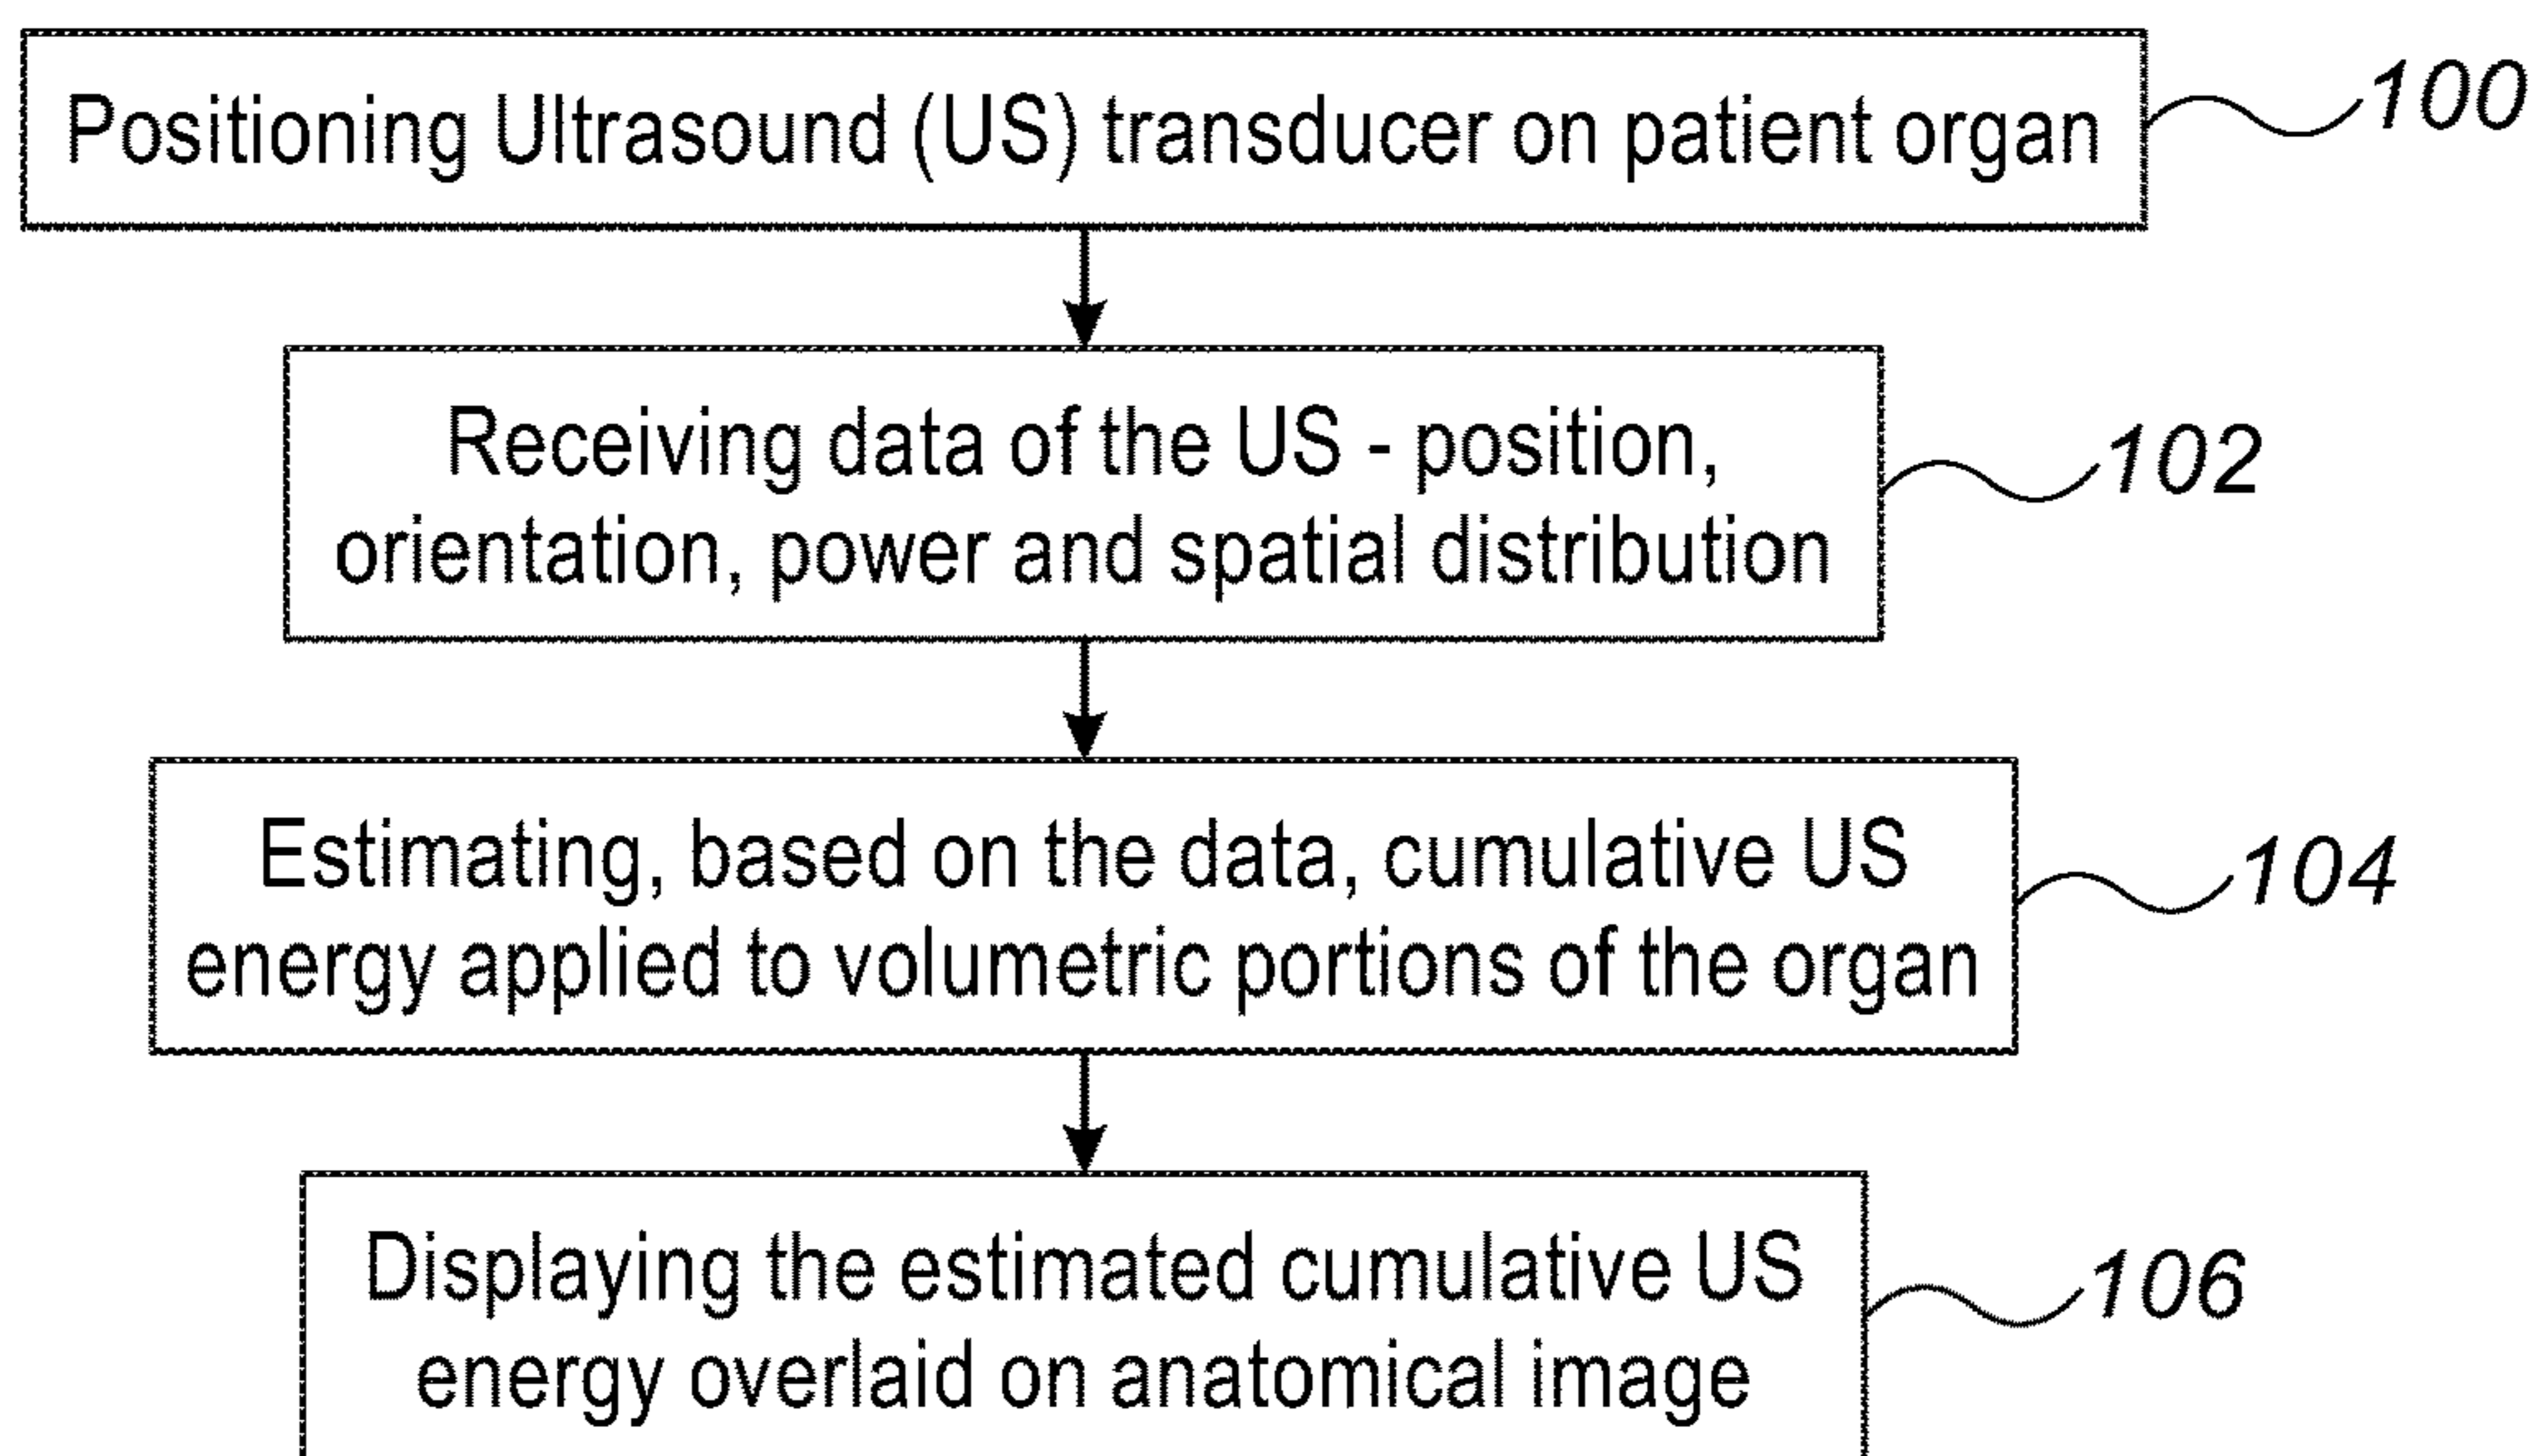 Positioning Ultrasound (US) transducer on patient organ
100
Receiving data of the US - position,
orientation, power and spatial distribution
102
Estimating, based on the data, cumulative US
energy applied to volumetric portions of the organ
104
Displaying the estimated cumulative US
energy overlaid on anatomical image
106